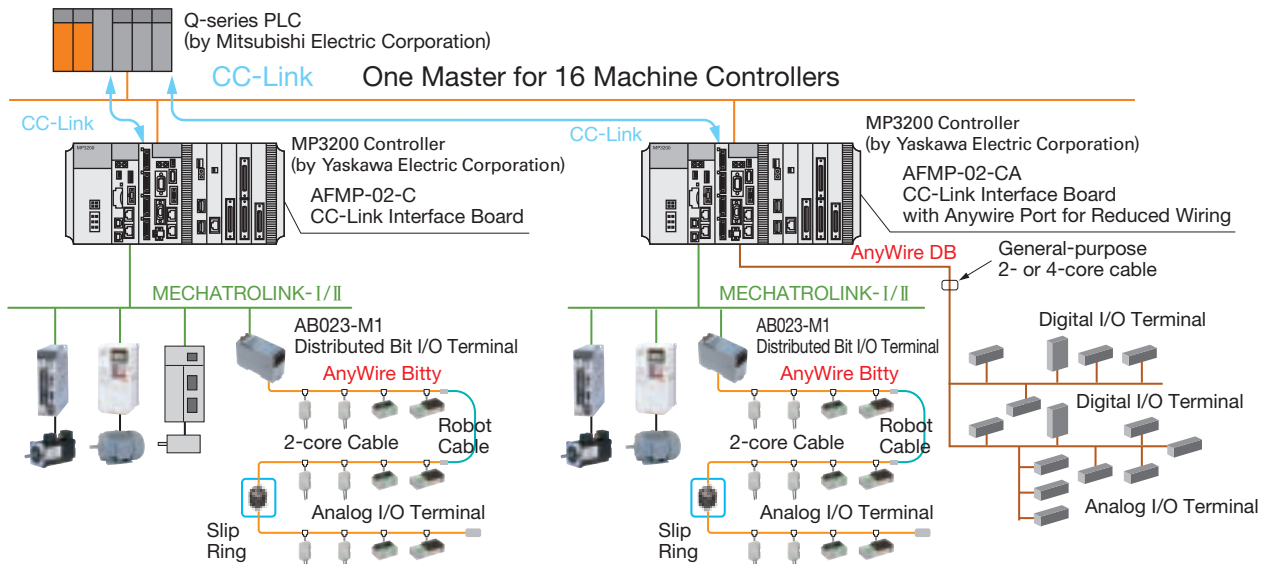 Q-series PLC
(by Mitsubishi Electric Corporation)
CC-Link One Master for 16 Machine Controllers
CC-Link
MP3200
MP3200 Controller
(by Yaskawa Electric Corporation)
AFMP-02-C
CC-Link Interface Board
CC-Link
MP3200
MP3200 Controller
(by Yaskawa Electric Corporation)
AFMP-02-CA
CC-Link Interface Board
with Anywire Port for Reduced Wiring
AnyWire DB
General-purpose
2- or 4-core cable
MECHATROLINK-Ⅰ/Ⅱ
AB023-M1
Distributed Bit I/O Terminal
AnyWire Bitty
2-core Cable
Robot
Cable
Slip
Ring
Analog I/O Terminal
MECHATROLINK-Ⅰ/Ⅱ
AB023-M1
Distributed Bit I/O Terminal
AnyWire Bitty
2-core Cable
Robot
Cable
Slip
Ring
Analog I/O Terminal
Digital I/O Terminal
Digital I/O Terminal
Analog I/O Terminal